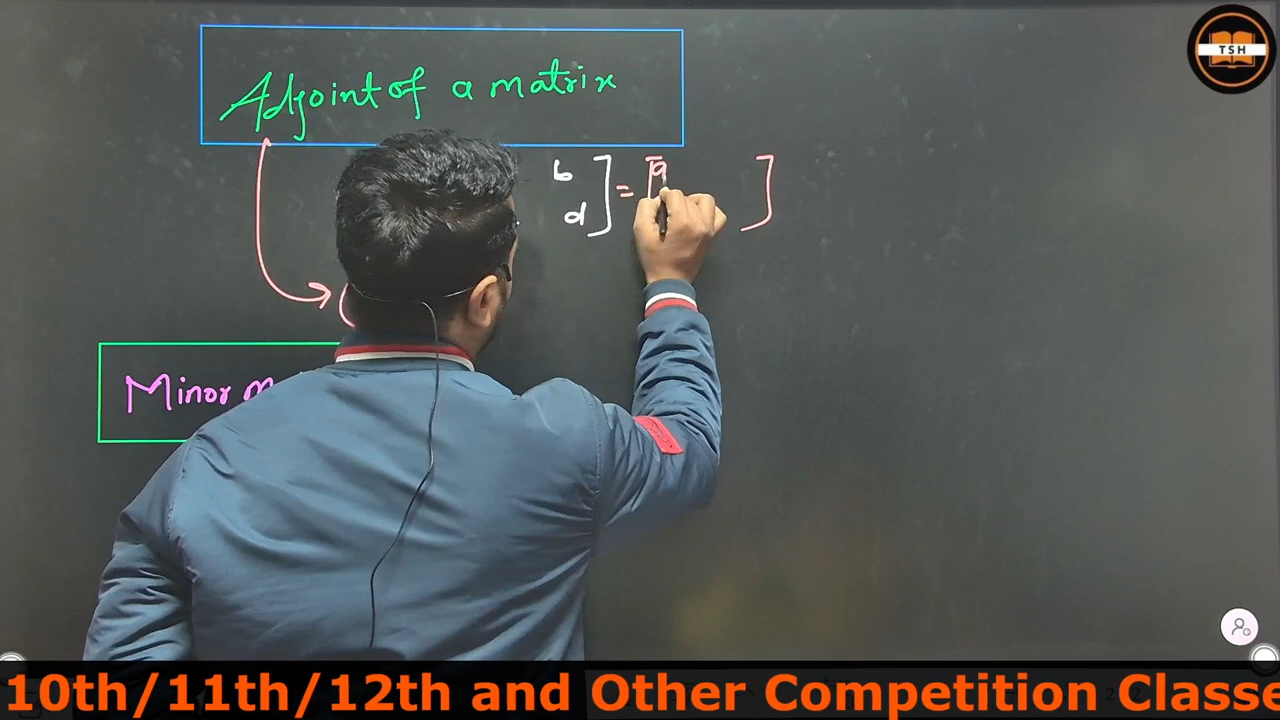 TSH
Adjoint of a matrix
b ] = [ a ]
d
Minor
10th/11th/12th and Other Competition Classe